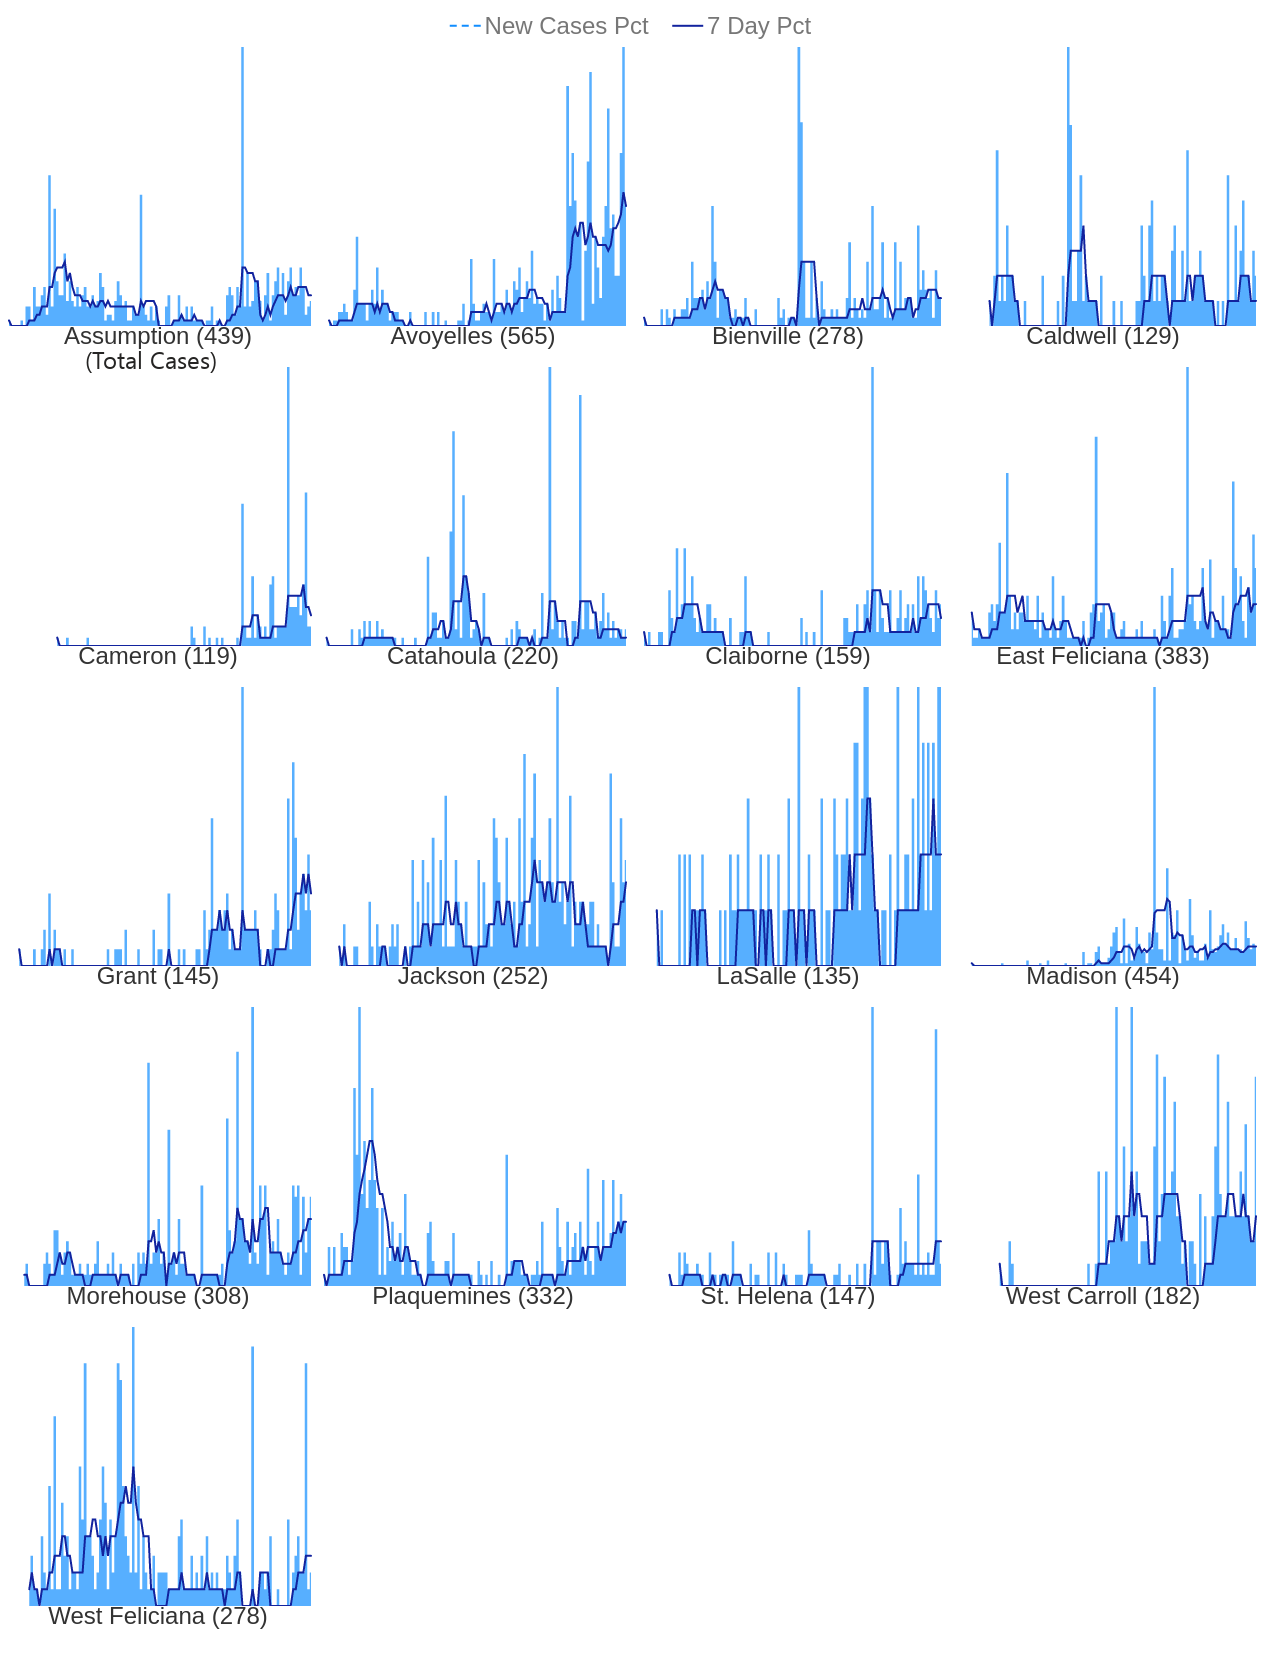 New Cases Pct 7 Day Pct
Assumption (439) Avoyelles (565) Bienville (278) Caldwell (129)
(Total Cases)
Cameron (119) Catahoula (220) Claiborne (159) East Feliciana (383)
Grant (145) Jackson (252) LaSalle (135) Madison (454)
Morehouse (308) Plaquemines (332) St. Helena (147) West Carroll (182)
West Feliciana (278)